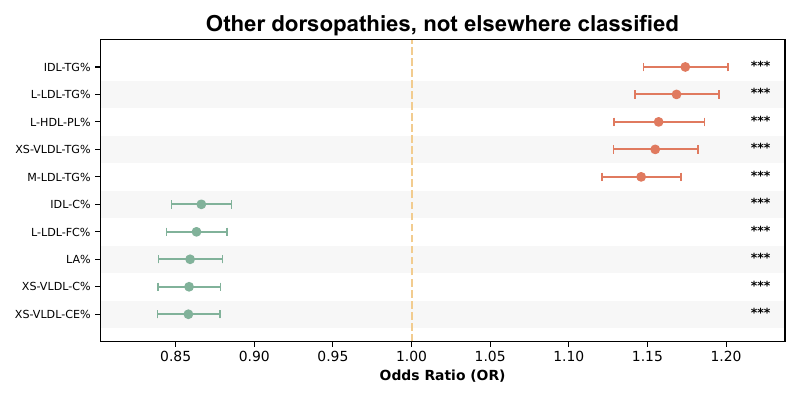 Other dorsopathies, not elsewhere classified
IDL-TG% ***
L-LDL-TG% ***
L-HDL-PL% ***
XS-VLDL-TG% ***
M-LDL-TG% ***
IDL-C% ***
L-LDL-FC% ***
LA% ***
XS-VLDL-C% ***
XS-VLDL-CE% ***
0.85 0.90 0.95 1.00 1.05 1.10 1.15 1.20
Odds Ratio (OR)